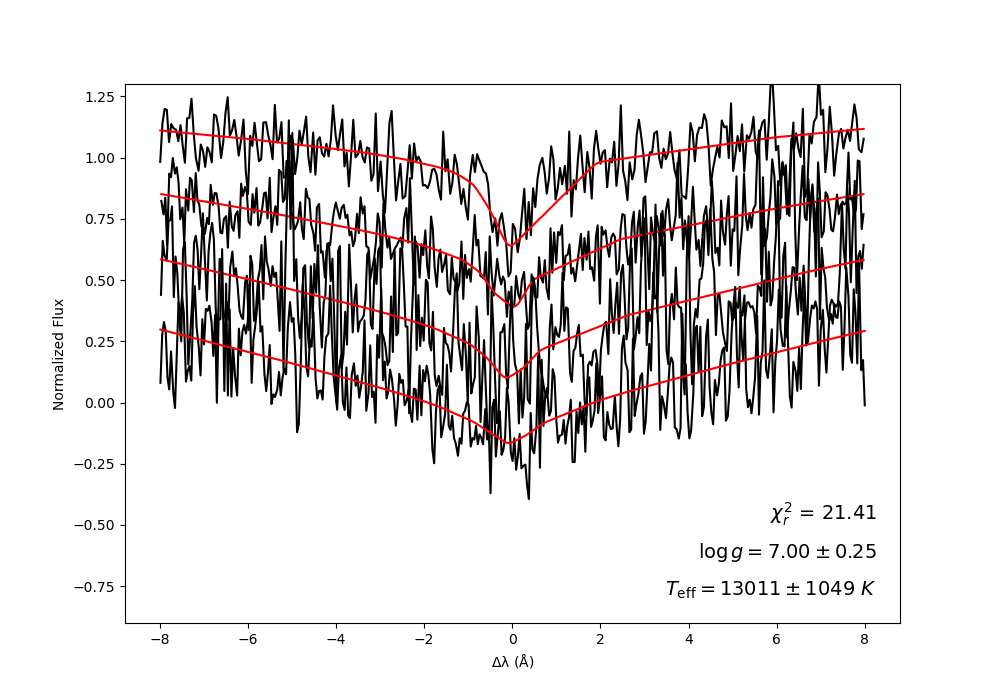 1.25
1.00
0.75
0.50
0.25
0.00
−0.25
−0.50
−0.75
Normalized Flux
χ²ᵣ = 21.41
log g = 7.00 ± 0.25
T_eff = 13011 ± 1049 K
−8 −6 −4 −2 0 2 4 6 8
Δλ (Å)